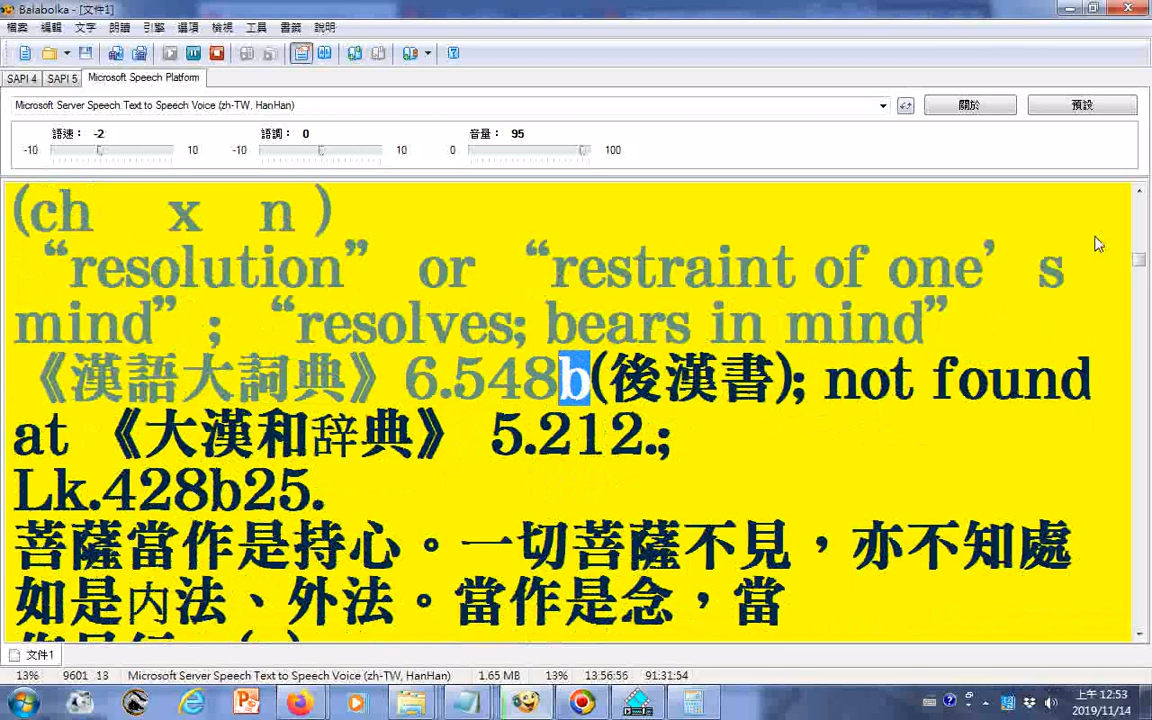 Balabolka - [文件1]
檔案 編輯 文字 朗讀 引擎 選項 檢視 工具 書籤 說明
SAPI 4 SAPI 5 Microsoft Speech Platform
Microsoft Server Speech Text to Speech Voice (zh-TW, HanHan) 關於 預設
語速： -2 語調： 0 音量： 95
-10 10 -10 10 0 100
(ch x n )
“resolution” or “restraint of one’s
mind”; “resolves; bears in mind”
《漢語大詞典》 6.548b(後漢書); not found
at 《大漢和辞典》 5.212.;
Lk.428b25.
菩薩當作是持心。一切菩薩不見，亦不知處
如是内法、外法。當作是念，當
文件1
13% 9601 13 Microsoft Server Speech Text to Speech Voice (zh-TW, HanHan) 1.65 MB 13% 13:56:56 91:31:54
上午 12:53
2019/11/14